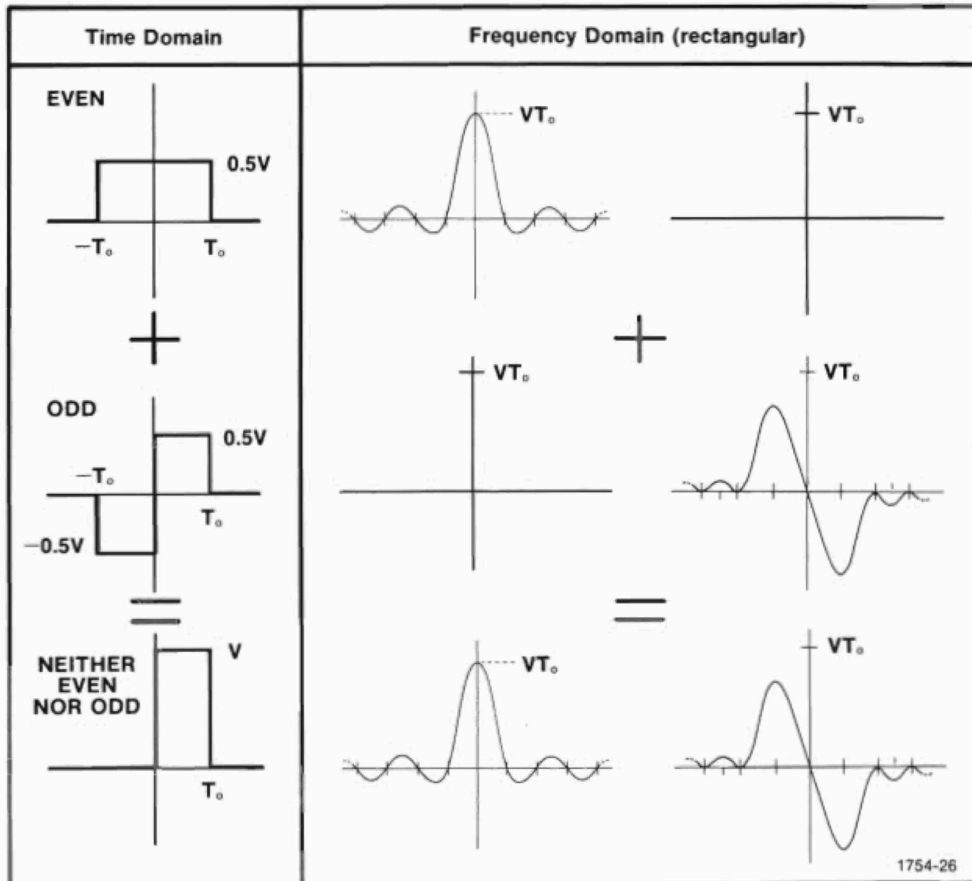 Time Domain
Frequency Domain (rectangular)
EVEN
0.5V
−T₀
T₀
VT₀
VT₀
ODD
0.5V
−T₀
T₀
−0.5V
VT₀
VT₀
NEITHER
EVEN
NOR ODD
V
T₀
VT₀
VT₀
1754-26